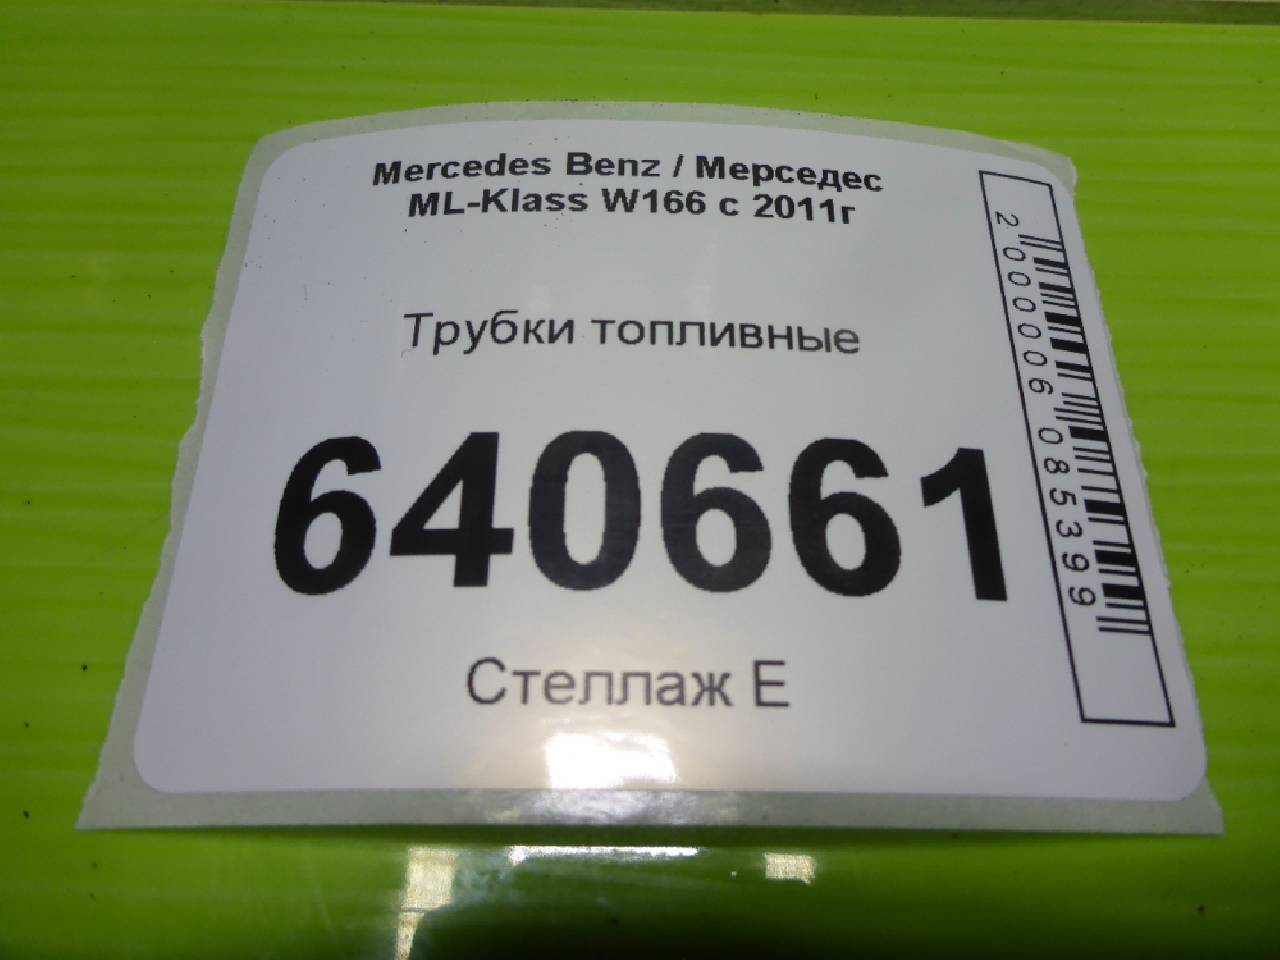 Mercedes Benz / Мерседес
ML-Klass W166 с 2011г
Трубки топливные
640661
Стеллаж Е
2000006085399